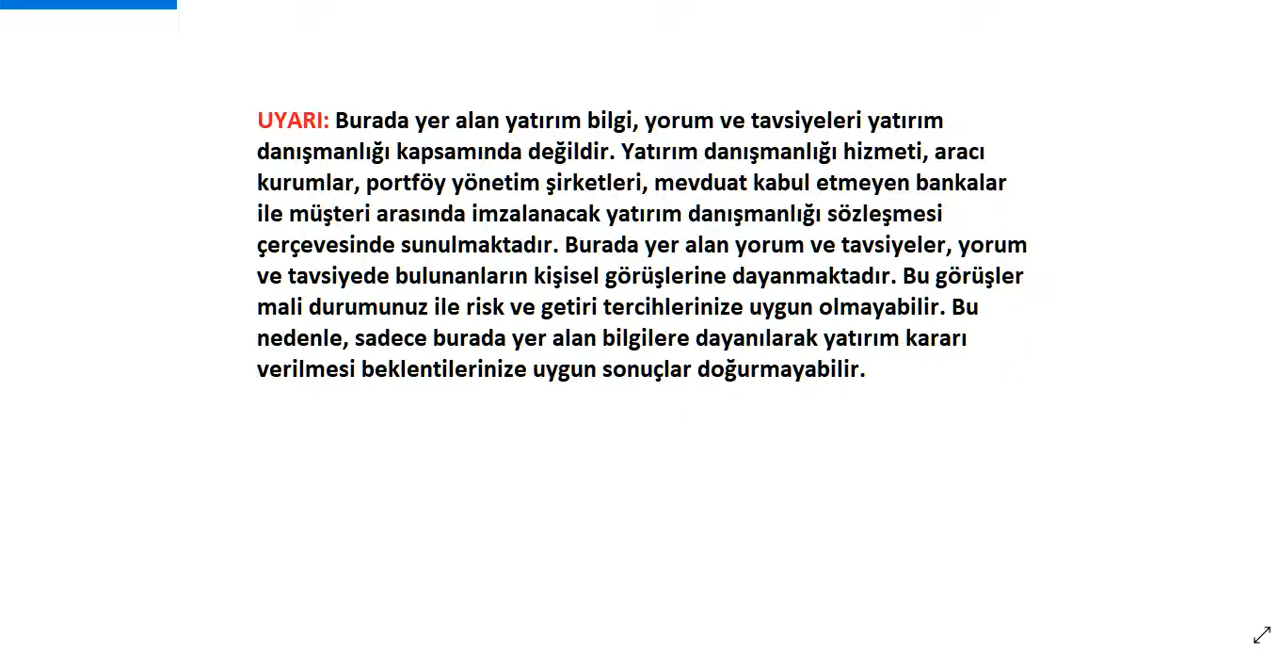 UYARI: Burada yer alan yatırım bilgi, yorum ve tavsiyeleri yatırım
danışmanlığı kapsamında değildir. Yatırım danışmanlığı hizmeti, aracı
kurumlar, portföy yönetim şirketleri, mevduat kabul etmeyen bankalar
ile müşteri arasında imzalanacak yatırım danışmanlığı sözleşmesi
çerçevesinde sunulmaktadır. Burada yer alan yorum ve tavsiyeler, yorum
ve tavsiyede bulunanların kişisel görüşlerine dayanmaktadır. Bu görüşler
mali durumunuz ile risk ve getiri tercihlerinize uygun olmayabilir. Bu
nedenle, sadece burada yer alan bilgilere dayanılarak yatırım kararı
verilmesi beklentilerinize uygun sonuçlar doğurmayabilir.